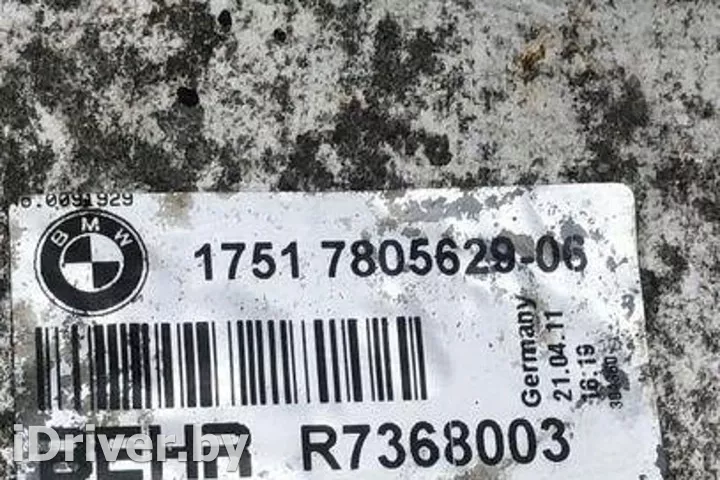 6.0091929
BMW
1751 7805629-06
Germany
21.04.11
16:19
BEHR
R7368003
iDriver.by